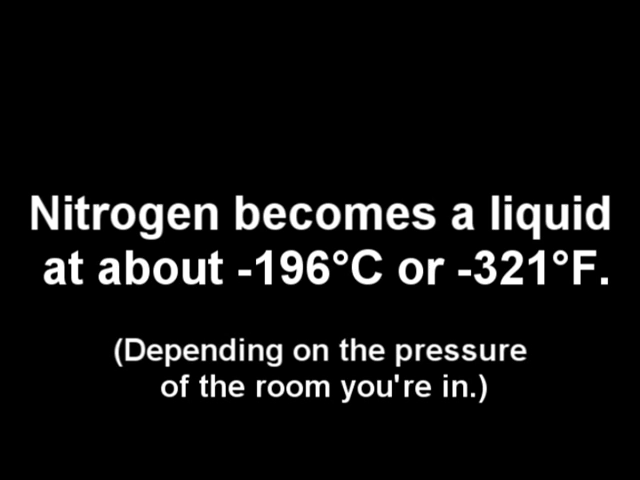 Nitrogen becomes a liquid
at about -196°C or -321°F.
(Depending on the pressure
of the room you're in.)